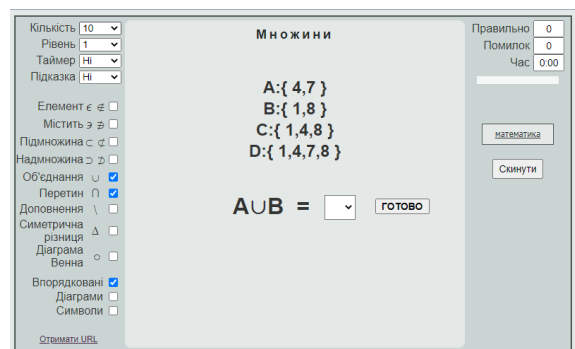 Кількість 10
Рівень 1
Таймер Ні
Підказка Ні
Елемент ϵ ∉
Містить ∍ ∌
Підмножина ⊂ ⊄
Надмножина ⊃ ⊅
Об'єднання ∪
Перетин ∩
Доповнення \
Симетрична різниця Δ
Діаграма Венна ○
Впорядковані
Діаграми
Символи
Отримати URL
Множини
A:{ 4,7 }
B:{ 1,8 }
C:{ 1,4,8 }
D:{ 1,4,7,8 }
A∪B =
ГОТОВО
Правильно 0
Помилок 0
Час 0:00
математика
Скинути